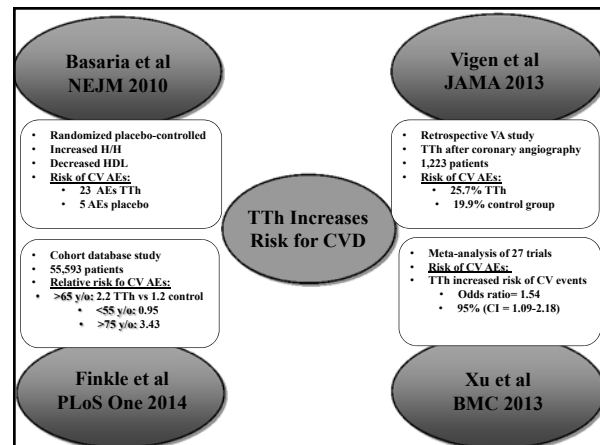 Basaria et al
NEJM 2010
• Randomized placebo-controlled
• Increased H/H
• Decreased HDL
• Risk of CV AEs:
• 23 AEs TTh
• 5 AEs placebo
Vigen et al
JAMA 2013
• Retrospective VA study
• TTh after coronary angiography
• 1,223 patients
• Risk of CV AEs:
• 25.7% TTh
• 19.9% control group
TTh Increases
Risk for CVD
• Cohort database study
• 55,593 patients
• Relative risk fo CV AEs:
• >65 y/o: 2.2 TTh vs 1.2 control
• <55 y/o: 0.95
• >75 y/o: 3.43
Finkle et al
PLoS One 2014
• Meta-analysis of 27 trials
• Risk of CV AEs:
• TTh increased risk of CV events
• Odds ratio= 1.54
• 95% (CI = 1.09-2.18)
Xu et al
BMC 2013